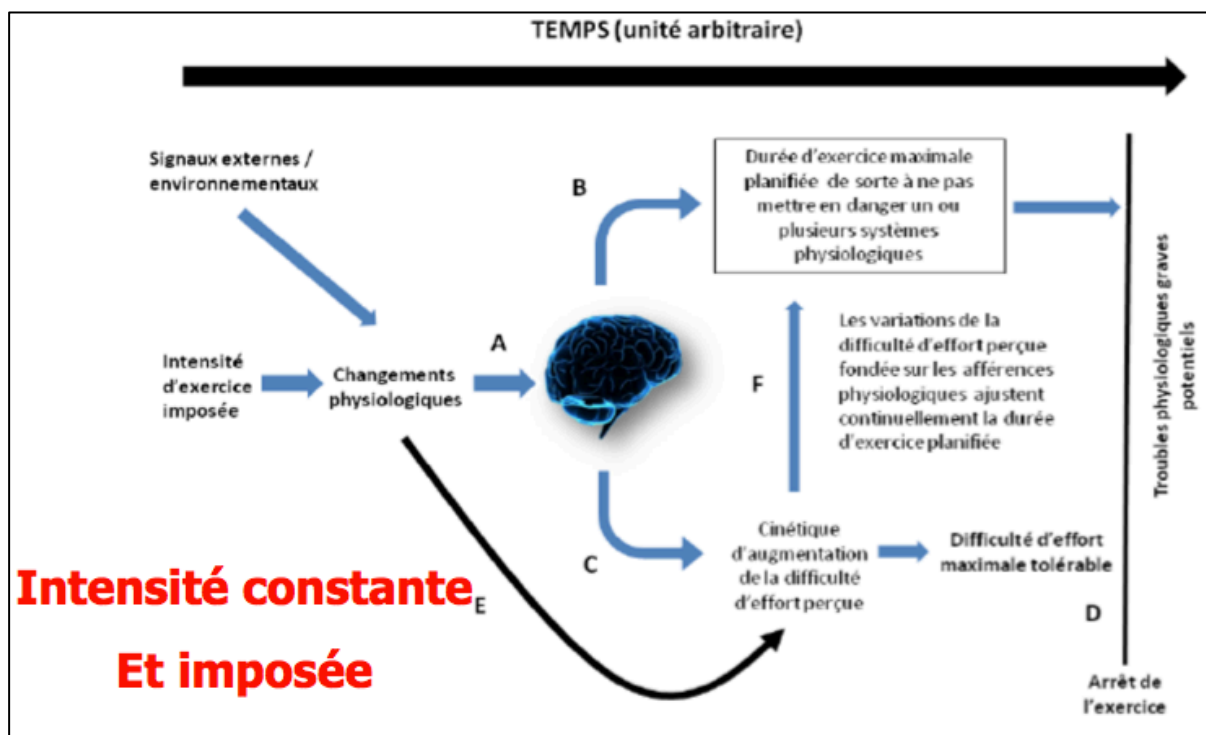 TEMPS (unité arbitraire)
Signaux externes /
environnementaux
Intensité
d'exercice
imposée
Changements
physiologiques
A
B
Durée d'exercice maximale
planifiée de sorte à ne pas
mettre en danger un ou
plusieurs systèmes
physiologiques
F
Les variations de la
difficulté d'effort perçue
fondée sur les afférences
physiologiques ajustent
continuellement la durée
d'exercice planifiée
C
Cinétique
d'augmentation
de la difficulté
d'effort perçue
Difficulté d'effort
maximale tolérable
D
E
Troubles physiologiques graves
potentiels
Arrêt de
l'exercice
Intensité constante
Et imposée